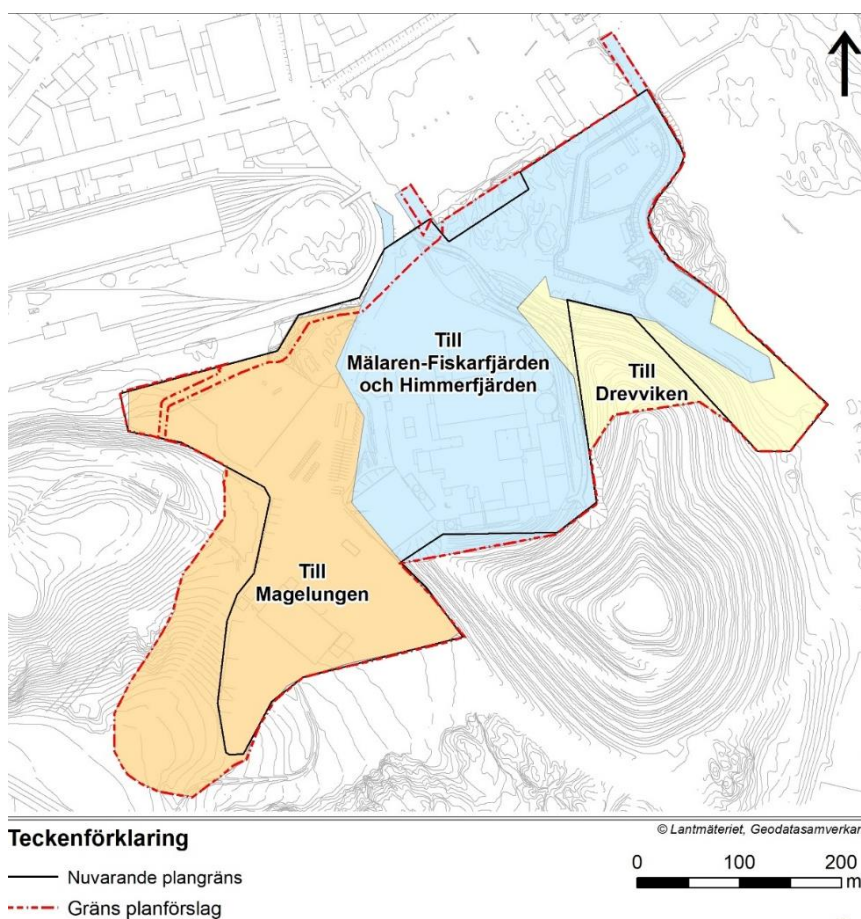 Till
Mälaren-Fiskarfjärden
och Himmerfjärden
Till
Drevviken
Till
Magelungen
Teckenförklaring
Nuvarande plangräns
Gräns planförslag
© Lantmäteriet, Geodatasamverkan
0 100 200
m